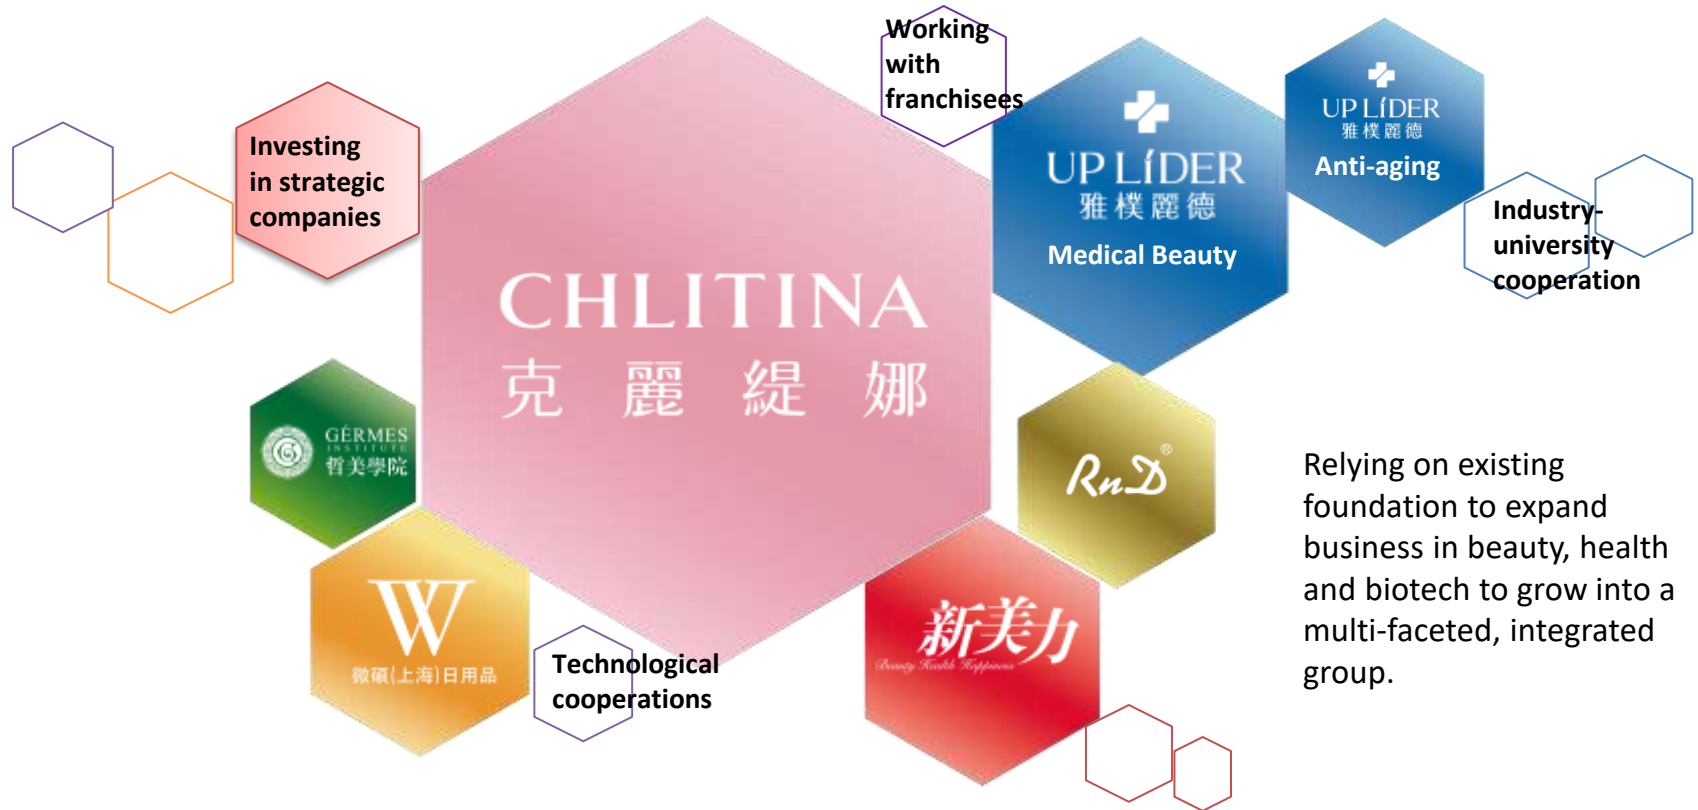 Working
with
franchisees
Investing
in strategic
companies
UP LÍDER
雅樸麗德
Medical Beauty
UP LÍDER
雅樸麗德
Anti-aging
Industry-
university
cooperation
CHLITINA
克麗緹娜
GÉRMES
INSTITUTE
哲美學院
RnD®
Relying on existing
foundation to expand
business in beauty, health
and biotech to grow into a
multi-faceted, integrated
group.
W
微碩(上海)日用品
Technological
cooperations
新美力
Beauty Health Happiness